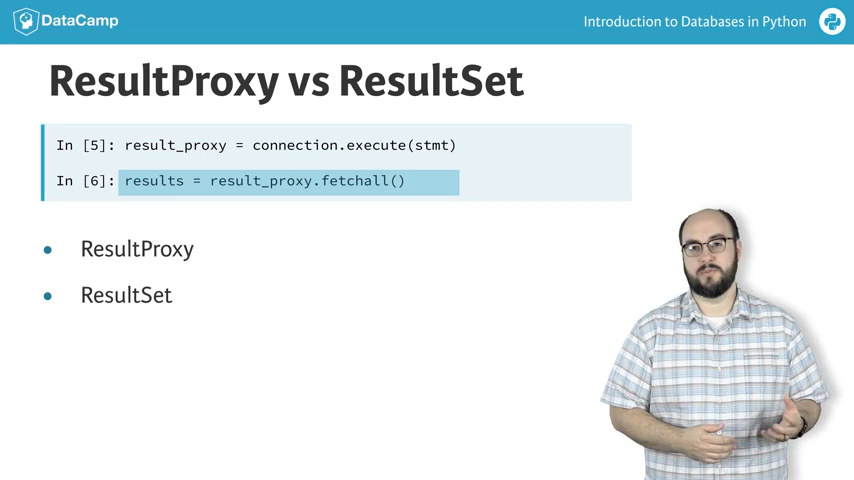 DataCamp
Introduction to Databases in Python
ResultProxy vs ResultSet
In [5]: result_proxy = connection.execute(stmt)
In [6]: results = result_proxy.fetchall()
• ResultProxy
• ResultSet